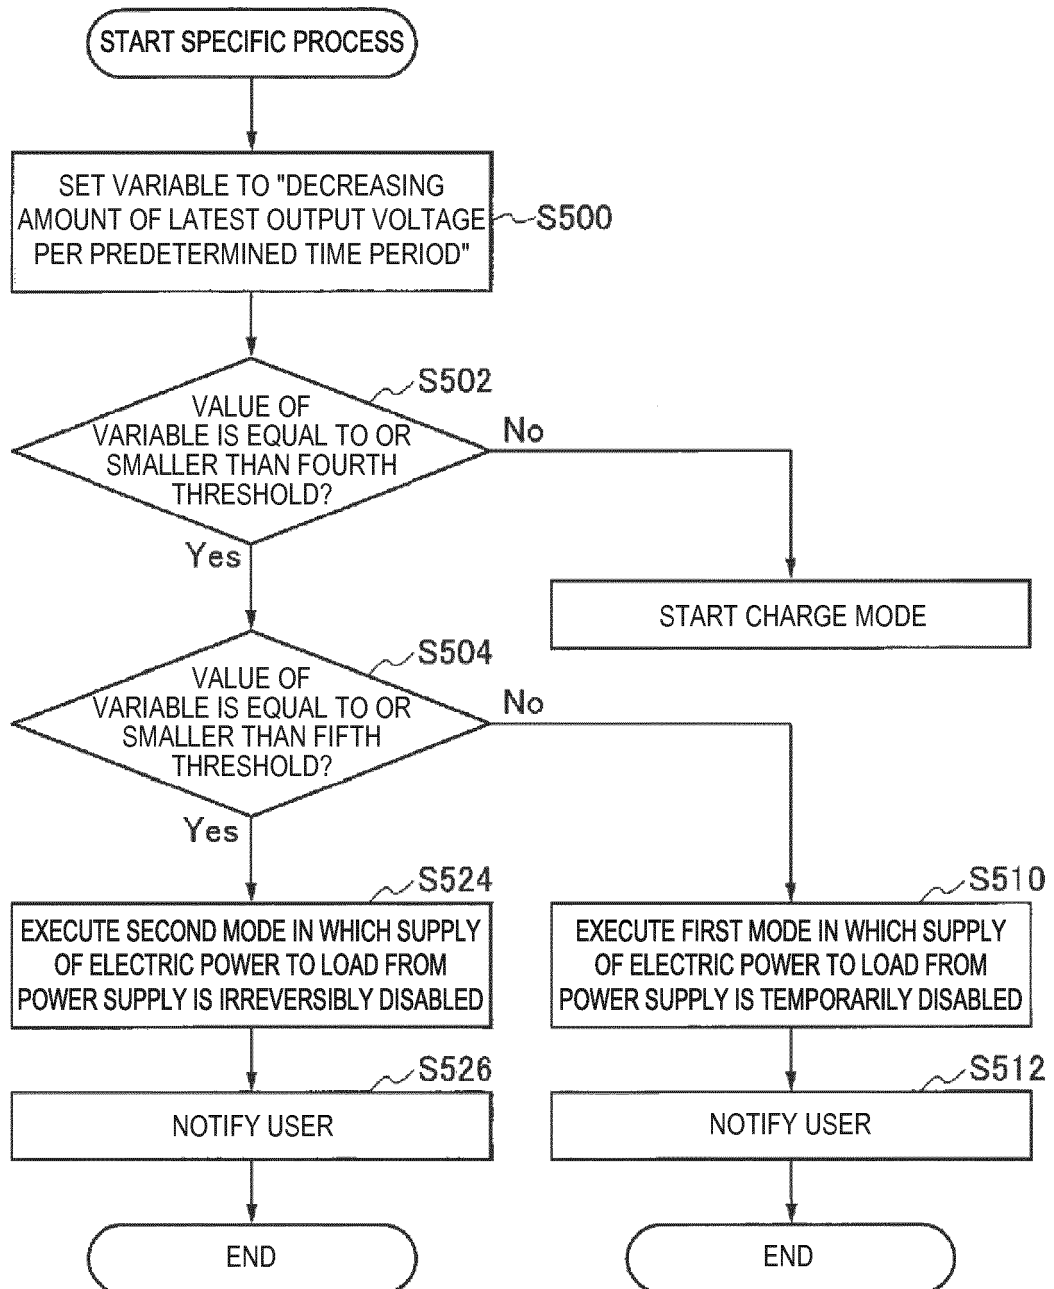 START SPECIFIC PROCESS
SET VARIABLE TO "DECREASING
AMOUNT OF LATEST OUTPUT VOLTAGE
PER PREDETERMINED TIME PERIOD"
S500
S502
VALUE OF
VARIABLE IS EQUAL TO OR
SMALLER THAN FOURTH
THRESHOLD?
No
Yes
START CHARGE MODE
S504
VALUE OF
VARIABLE IS EQUAL TO OR
SMALLER THAN FIFTH
THRESHOLD?
No
Yes
S524
EXECUTE SECOND MODE IN WHICH SUPPLY
OF ELECTRIC POWER TO LOAD FROM
POWER SUPPLY IS IRREVERSIBLY DISABLED
S510
EXECUTE FIRST MODE IN WHICH SUPPLY
OF ELECTRIC POWER TO LOAD FROM
POWER SUPPLY IS TEMPORARILY DISABLED
S526
NOTIFY USER
S512
NOTIFY USER
END
END